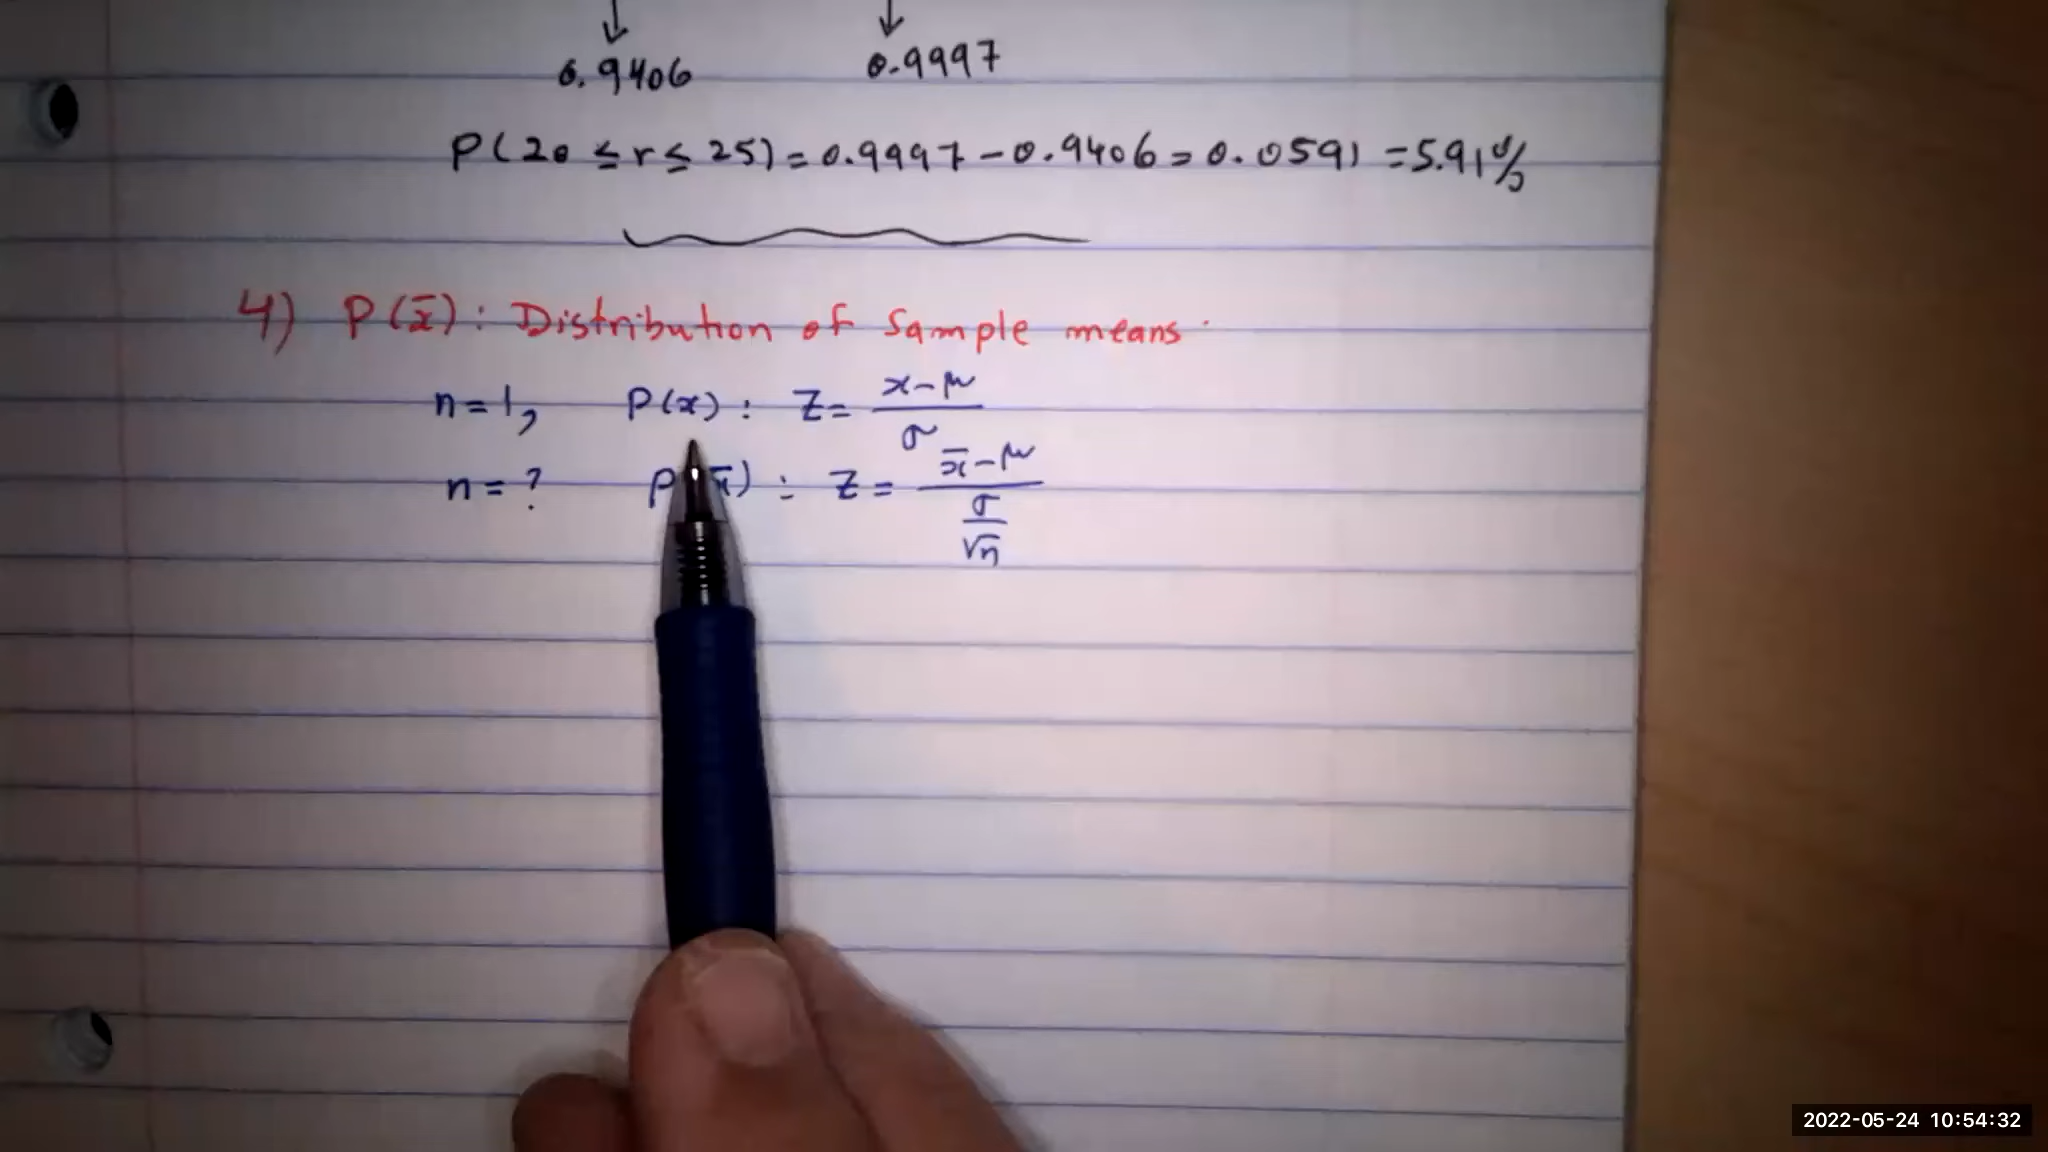 0.9406 0.9997
P(20 ≤ r ≤ 25) = 0.9997 - 0.9406 = 0.0591 = 5.91%
4) P(x̄): Distribution of Sample means.
n=1, P(x): Z= x-μ / σ
n=? P(x̄): Z= x̄-μ / σ/√n
2022-05-24 10:54:32